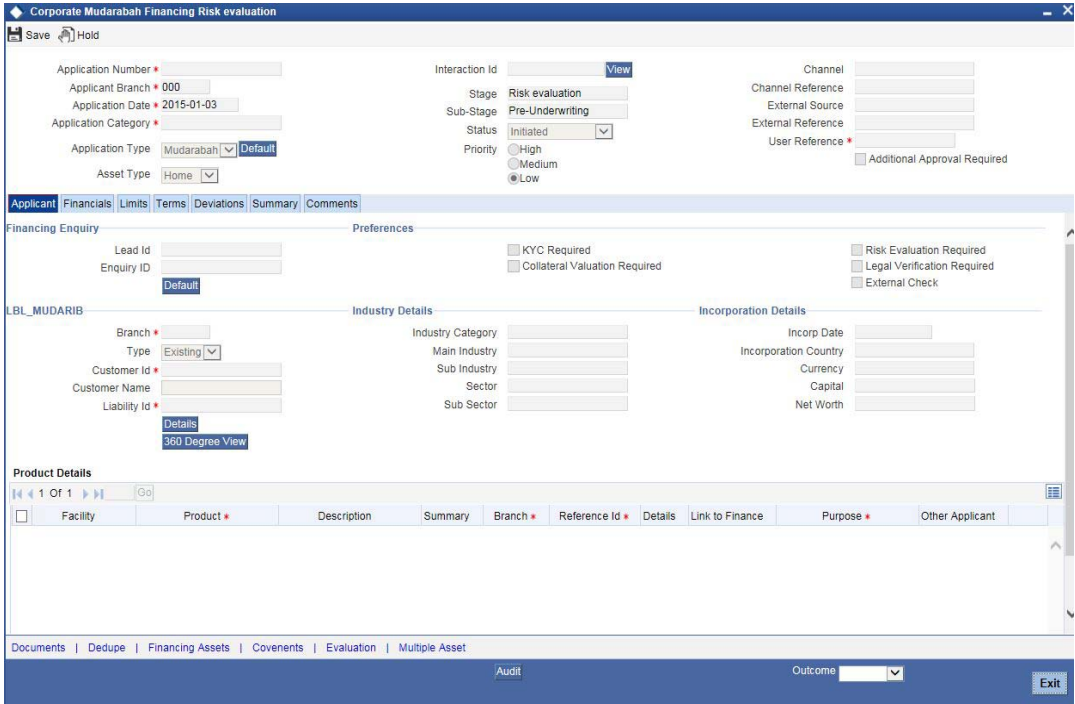 Corporate Mudarabah Financing Risk evaluation
Save Hold
Application Number *
Applicant Branch * 000
Application Date * 2015-01-03
Application Category *
Application Type Mudarabah Default
Asset Type Home
Interaction Id View
Stage Risk evaluation
Sub-Stage Pre-Underwriting
Status Initiated
Priority High
Medium
Low
Channel
Channel Reference
External Source
External Reference
User Reference *
Additional Approval Required
Applicant Financials Limits Terms Deviations Summary Comments
Financing Enquiry
Lead Id
Enquiry ID
Default
Preferences
KYC Required
Collateral Valuation Required
Risk Evaluation Required
Legal Verification Required
External Check
LBL_MUDARIB
Branch *
Type Existing
Customer Id *
Customer Name
Liability Id *
Details
360 Degree View
Industry Details
Industry Category
Main Industry
Sub Industry
Sector
Sub Sector
Incorporation Details
Incorp Date
Incorporation Country
Currency
Capital
Net Worth
Product Details
1 Of 1 Go
Facility Product * Description Summary Branch * Reference Id * Details Link to Finance Purpose * Other Applicant
Documents | Dedupe | Financing Assets | Covenents | Evaluation | Multiple Asset
Audit
Outcome
Exit